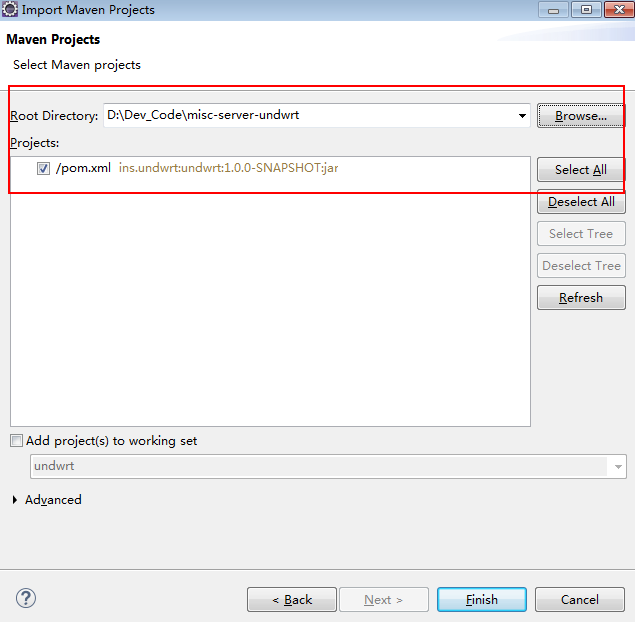 Import Maven Projects
Maven Projects
Select Maven projects
Root Directory: D:\Dev_Code\misc-server-undwrt Browse...
Projects:
/pom.xml ins.undwrt:undwrt:1.0.0-SNAPSHOT:jar
Select All
Deselect All
Select Tree
Deselect Tree
Refresh
Add project(s) to working set
undwrt
Advanced
? < Back Next > Finish Cancel